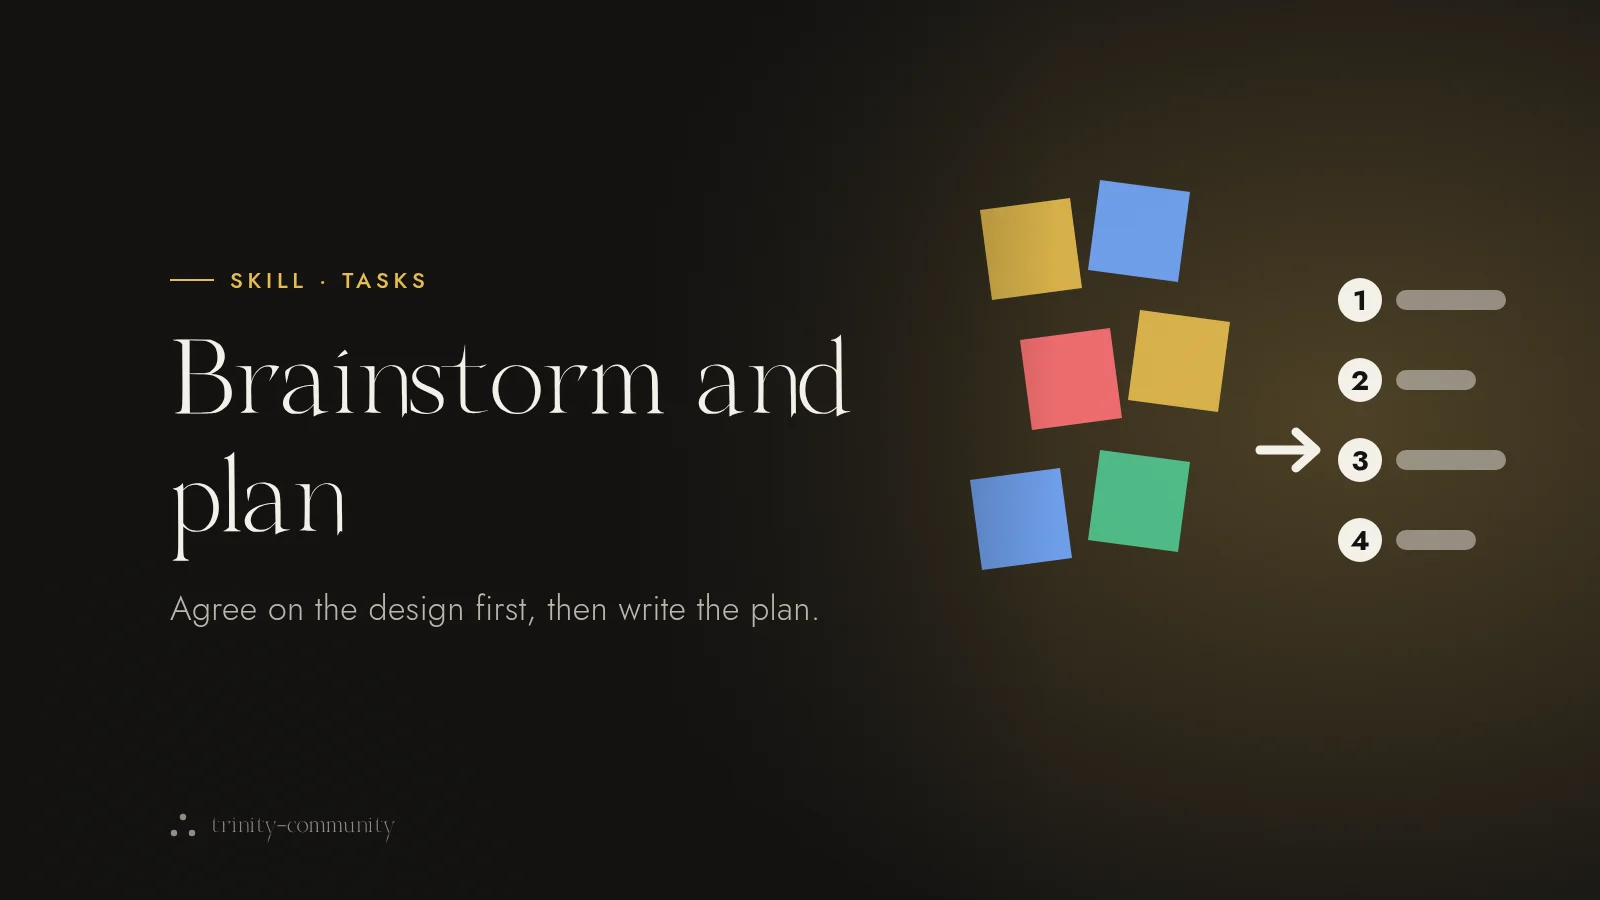 SKILL · TASKS
Brainstorm and
plan
Agree on the design first, then write the plan.
1
2
3
4
trinity-community